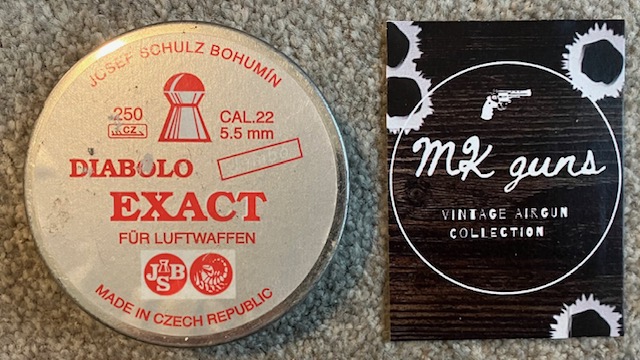 JOSEF SCHULZ BOHUMÍN
250
CZ
CAL.22
5.5 mm
DIABOLO
EXACT
FÜR LUFTWAFFEN
JSB
MADE IN CZECH REPUBLIC
MK guns
VINTAGE AIRGUN
COLLECTION